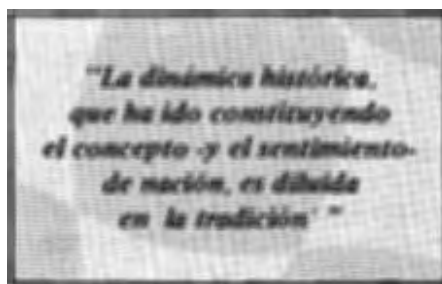 "La dinámica histórica,
que ha ido constituyendo
el concepto -y el sentimiento-
de nación, es diluida
en la tradición' "